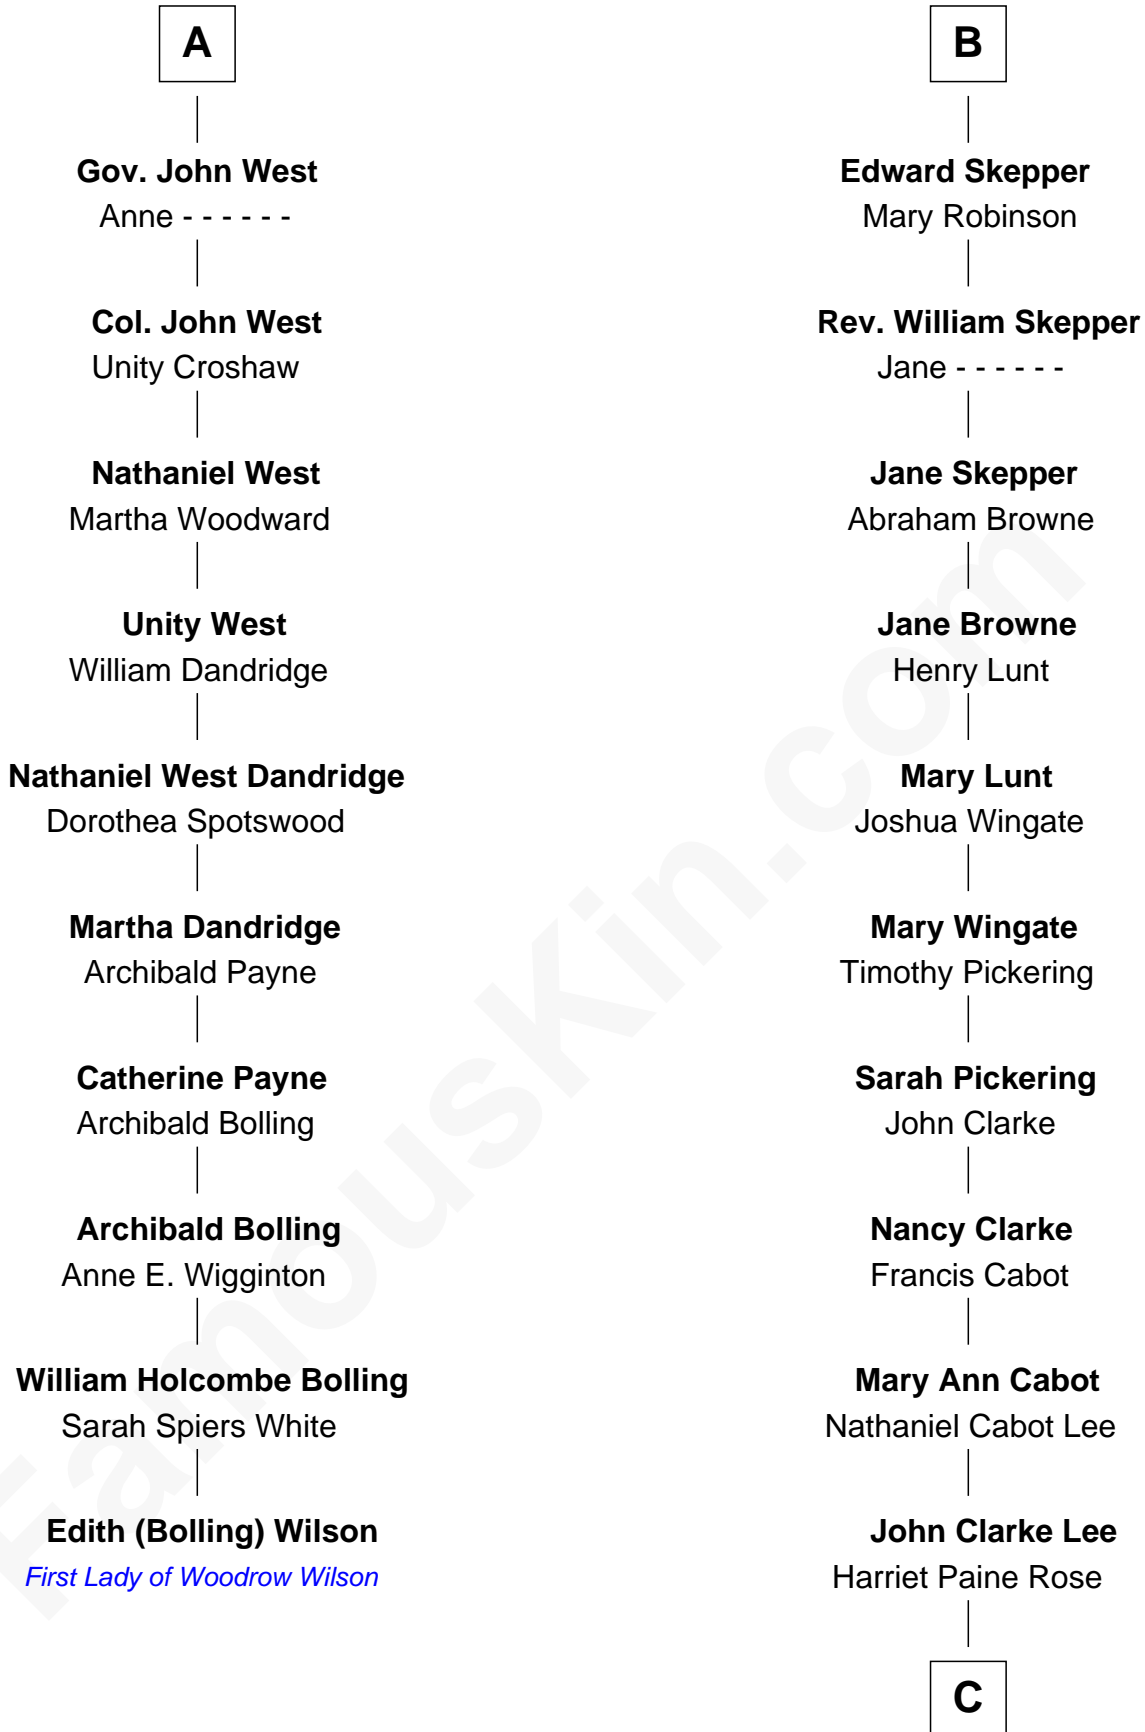 A
Gov. John West
Anne - - - - - -
Col. John West
Unity Croshaw
Nathaniel West
Martha Woodward
Unity West
William Dandridge
Nathaniel West Dandridge
Dorothea Spotswood
Martha Dandridge
Archibald Payne
Catherine Payne
Archibald Bolling
Archibald Bolling
Anne E. Wigginton
William Holcombe Bolling
Sarah Spiers White
Edith (Bolling) Wilson
First Lady of Woodrow Wilson
B
Edward Skepper
Mary Robinson
Rev. William Skepper
Jane - - - - - -
Jane Skepper
Abraham Browne
Jane Browne
Henry Lunt
Mary Lunt
Joshua Wingate
Mary Wingate
Timothy Pickering
Sarah Pickering
John Clarke
Nancy Clarke
Francis Cabot
Mary Ann Cabot
Nathaniel Cabot Lee
John Clarke Lee
Harriet Paine Rose
C
FamousKin.com